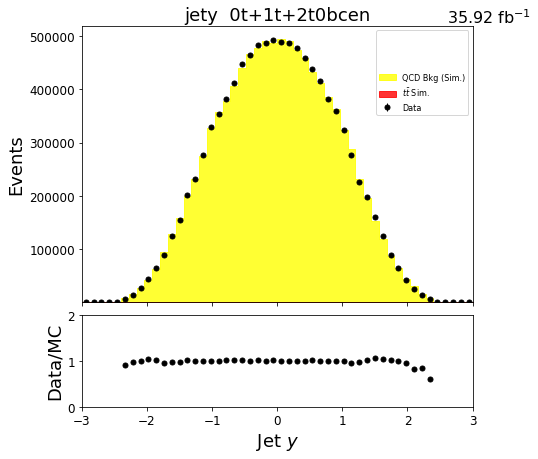 jety 0t+1t+2t0bcen
35.92 fb⁻¹
QCD Bkg (Sim.)
tt̄ Sim.
Data
Events
500000
400000
300000
200000
100000
Data/MC
2
1
0
−3 −2 −1 0 1 2 3
Jet y